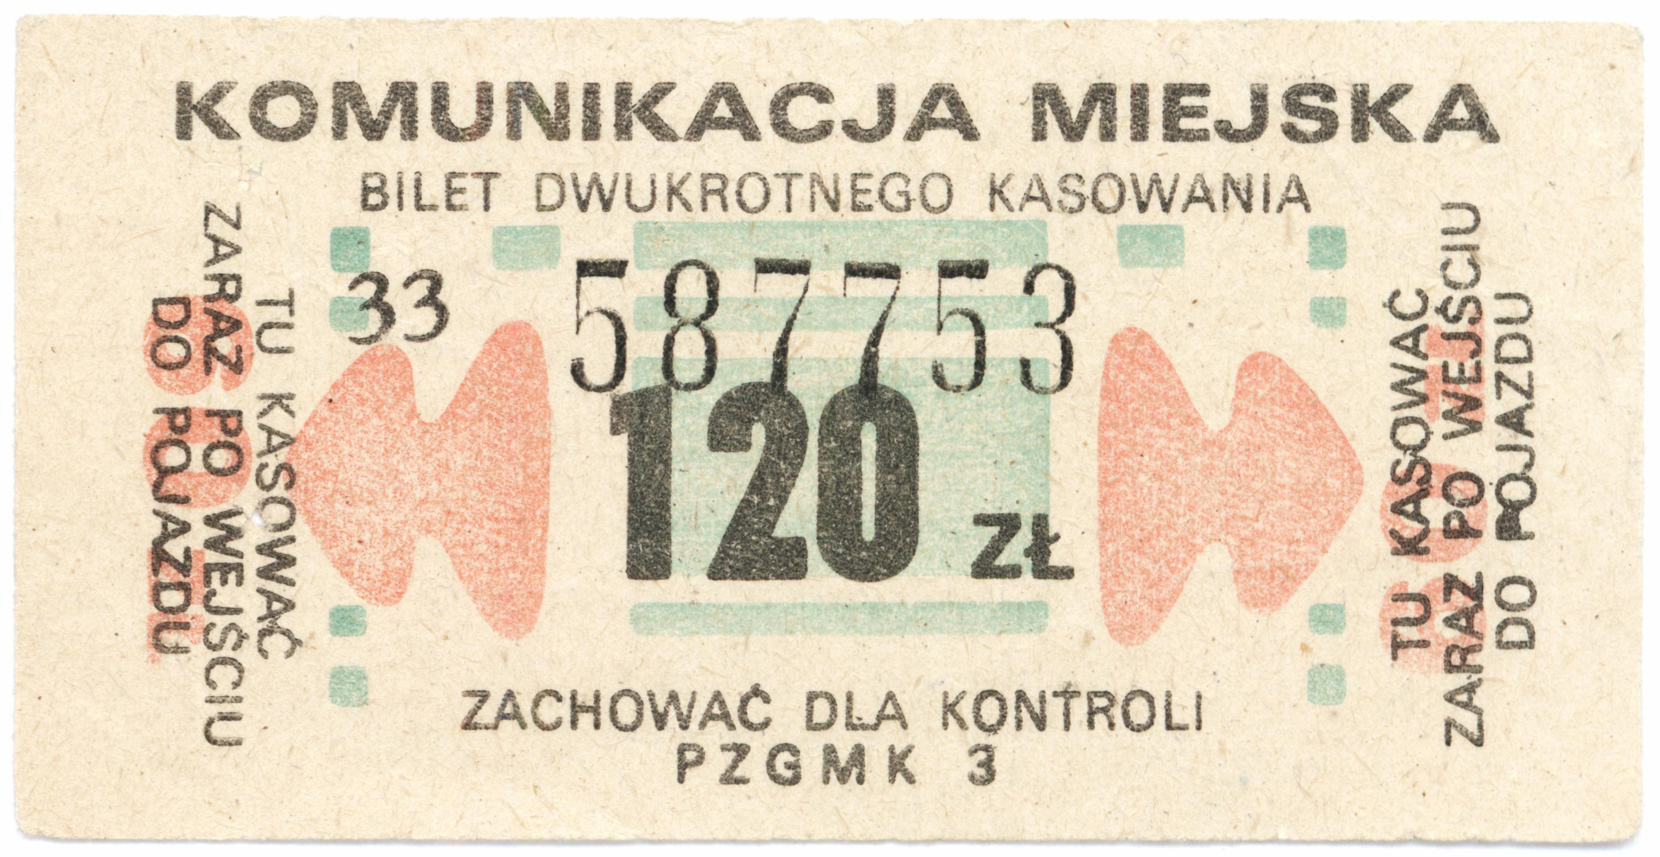 KOMUNIKACJA MIEJSKA
BILET DWUKROTNEGO KASOWANIA
33 587753
120 ZŁ
TU KASOWAĆ
ZARAZ PO WEJŚCIU
DO POJAZDU
TU KASOWAĆ
ZARAZ PO WEJŚCIU
DO POJAZDU
ZACHOWAĆ DLA KONTROLI
PZGMK 3